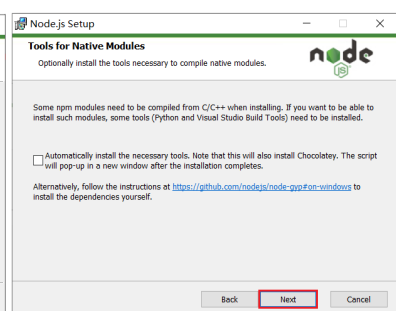 Node.js Setup
Tools for Native Modules
Optionally install the tools necessary to compile native modules.
node
JS
Some npm modules need to be compiled from C/C++ when installing. If you want to be able to
install such modules, some tools (Python and Visual Studio Build Tools) need to be installed.
Automatically install the necessary tools. Note that this will also install Chocolatey. The script
will pop-up in a new window after the installation completes.
Alternatively, follow the instructions at https://github.com/nodejs/node-gyp#on-windows to
install the dependencies yourself.
Back Next Cancel